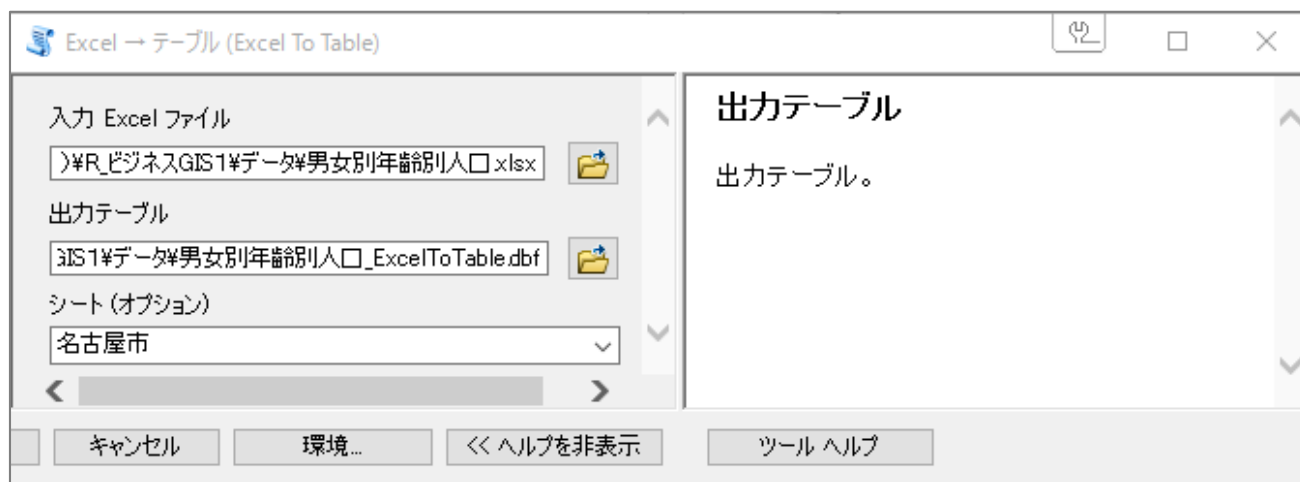 Excel → テーブル (Excel To Table)
入力 Excel ファイル
)¥R_ビジネスGIS1¥データ¥男女別年齢別人口.xlsx
出力テーブル
GIS1¥データ¥男女別年齢別人口_ExcelToTable.dbf
シート (オプション)
名古屋市
キャンセル
環境...
<< ヘルプを非表示
出力テーブル
出力テーブル。
ツール ヘルプ